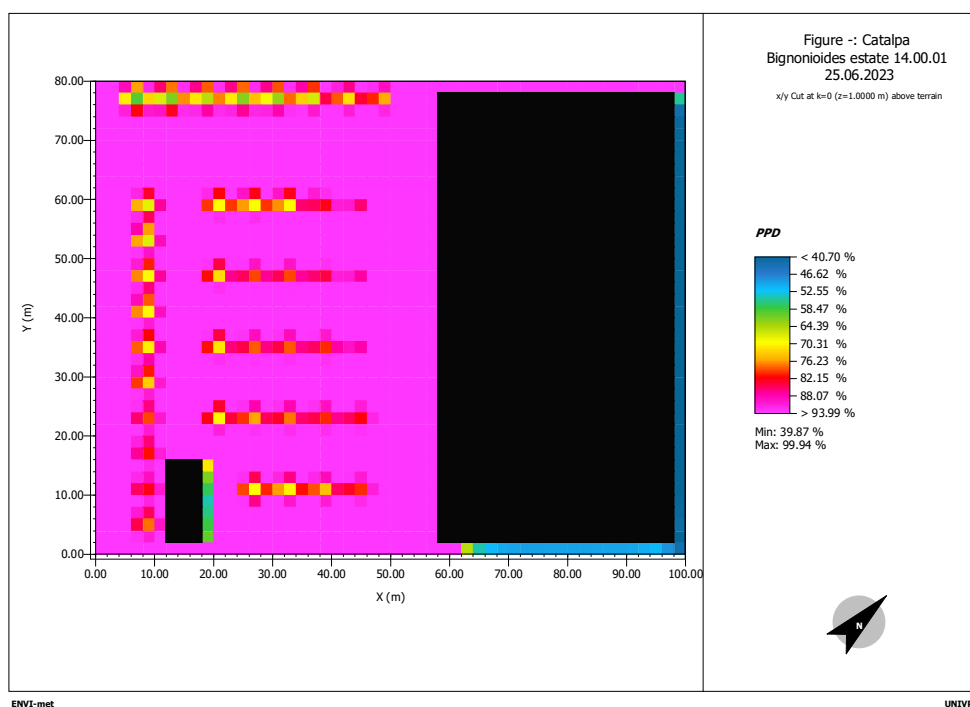 Figure -: Catalpa
Bignonioides estate 14.00.01
25.06.2023
x/y Cut at k=0 (z=1.0000 m) above terrain
80.00
70.00
60.00
50.00
40.00
30.00
20.00
10.00
0.00
Y (m)
0.00 10.00 20.00 30.00 40.00 50.00 60.00 70.00 80.00 90.00 100.00
X (m)
PPD
< 40.70 %
46.62 %
52.55 %
58.47 %
64.39 %
70.31 %
76.23 %
82.15 %
88.07 %
> 93.99 %
Min: 39.87 %
Max: 99.94 %
N
ENVI-met